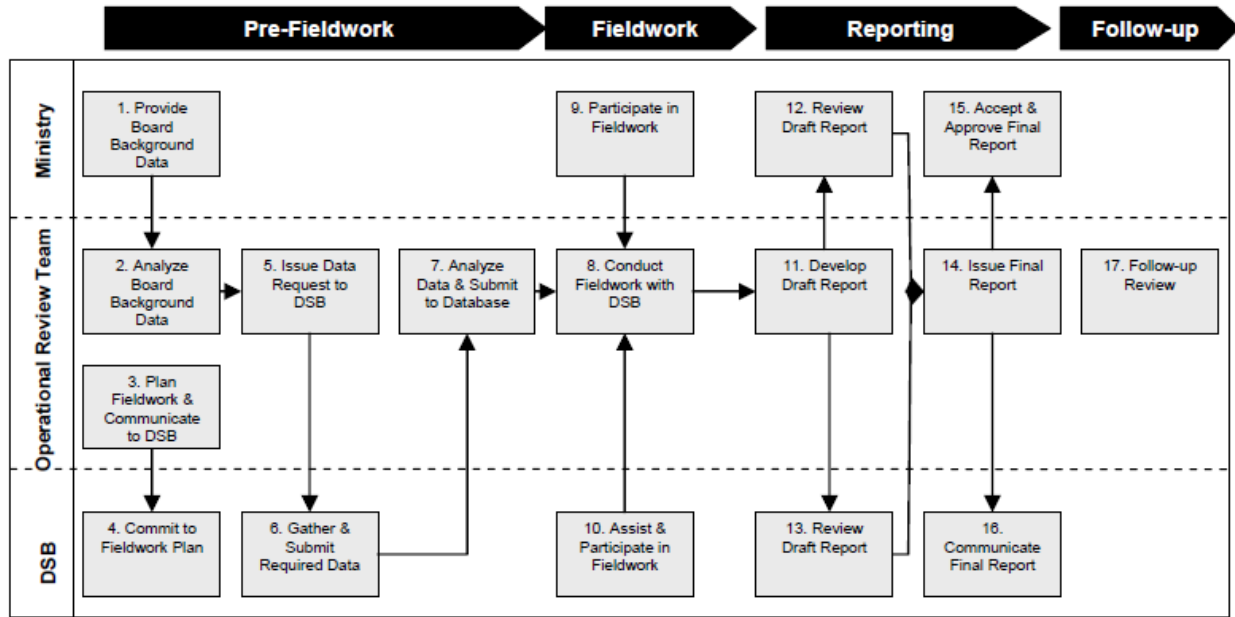 Pre-Fieldwork
Fieldwork
Reporting
Follow-up
Ministry
1. Provide
Board
Background
Data
9. Participate in
Fieldwork
12. Review
Draft Report
15. Accept &
Approve Final
Report
Operational Review Team
2. Analyze
Board
Background
Data
5. Issue Data
Request to
DSB
7. Analyze
Data & Submit
to Database
8. Conduct
Fieldwork with
DSB
11. Develop
Draft Report
14. Issue Final
Report
17. Follow-up
Review
3. Plan
Fieldwork &
Communicate
to DSB
DSB
4. Commit to
Fieldwork Plan
6. Gather &
Submit
Required Data
10. Assist &
Participate in
Fieldwork
13. Review
Draft Report
16.
Communicate
Final Report